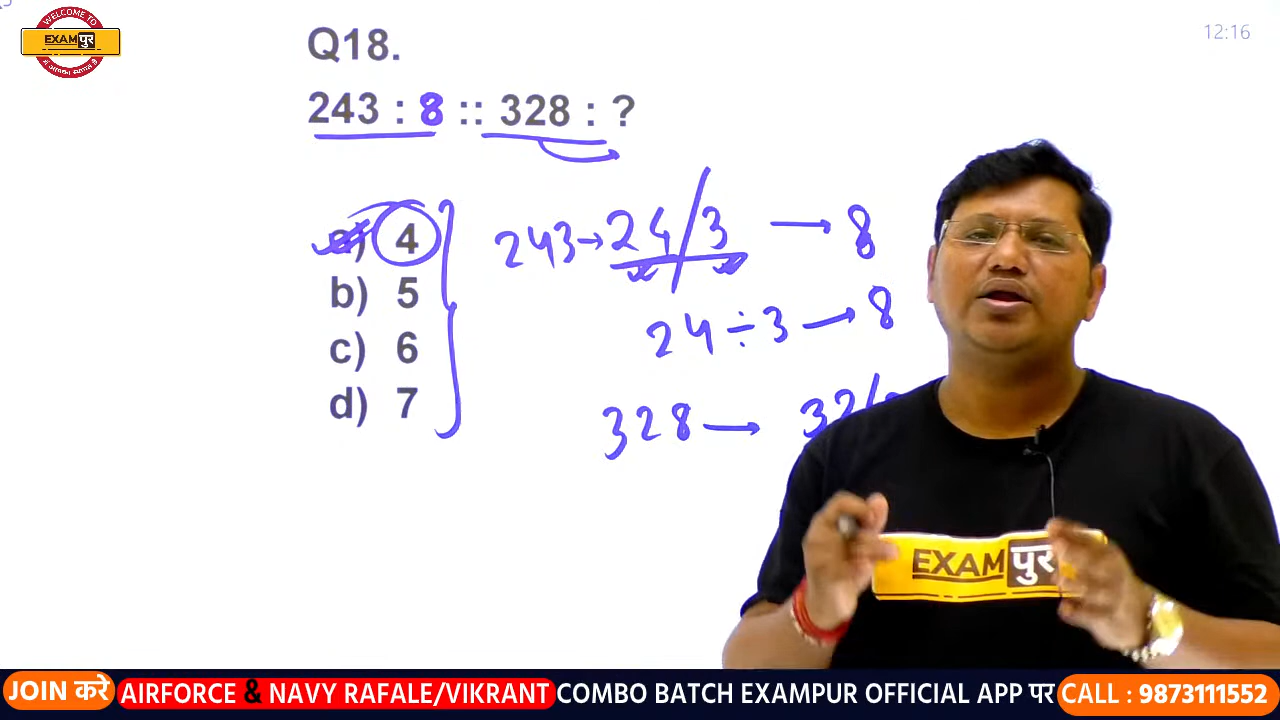 WELCOME TO
EXAMपुर
12:16
Q18.
243 : 8 :: 328 : ?
a) 4
b) 5
c) 6
d) 7
243→ 24/3 → 8
24÷3 → 8
328 → 32/
EXAMपुर
JOIN करे AIRFORCE & NAVY RAFALE/VIKRANT COMBO BATCH EXAMPUR OFFICIAL APP पर CALL : 9873111552